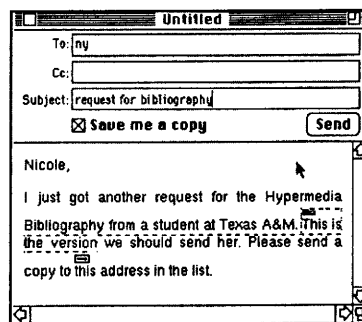 Untitled
To: ny
Cc:
Subject: request for bibliography
Save me a copy
Send
Nicole,
I just got another request for the Hypermedia
Bibliography from a student at Texas A&M. This is
the version we should send her. Please send a
copy to this address in the list.